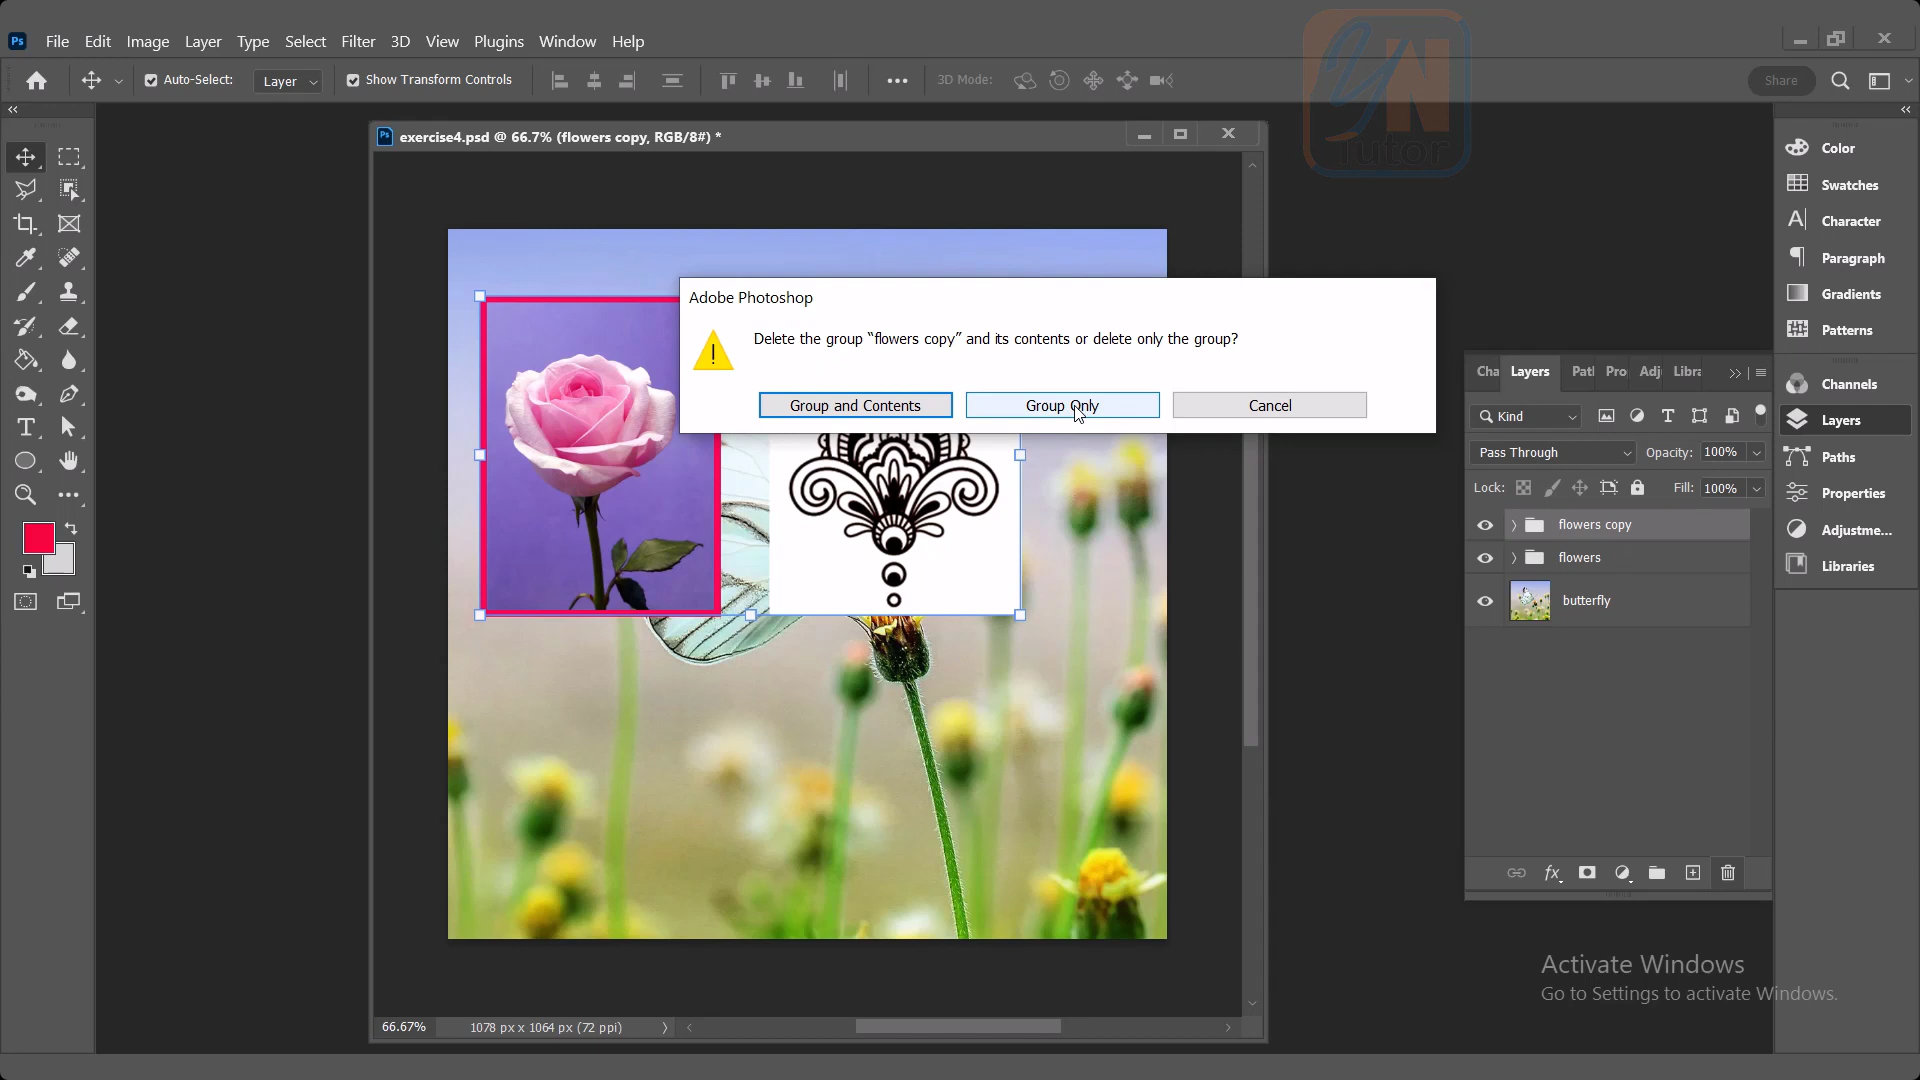 Ps File Edit Image Layer Type Select Filter 3D View Plugins Window Help
Auto-Select: Layer Show Transform Controls 3D Mode: Share
YN
Tutor
exercise4.psd @ 66.7% (flowers copy, RGB/8#) *
Adobe Photoshop
Delete the group “flowers copy” and its contents or delete only the group?
Group and Contents Group Only Cancel
Color
Swatches
Character
Paragraph
Gradients
Patterns
Channels
Layers
Paths
Properties
Adjustme...
Libraries
Cha Layers Patl Pro Adj Libra
Kind
Pass Through Opacity: 100%
Lock: Fill: 100%
flowers copy
flowers
butterfly
fx
Activate Windows
Go to Settings to activate Windows.
66.67% 1078 px x 1064 px (72 ppi)